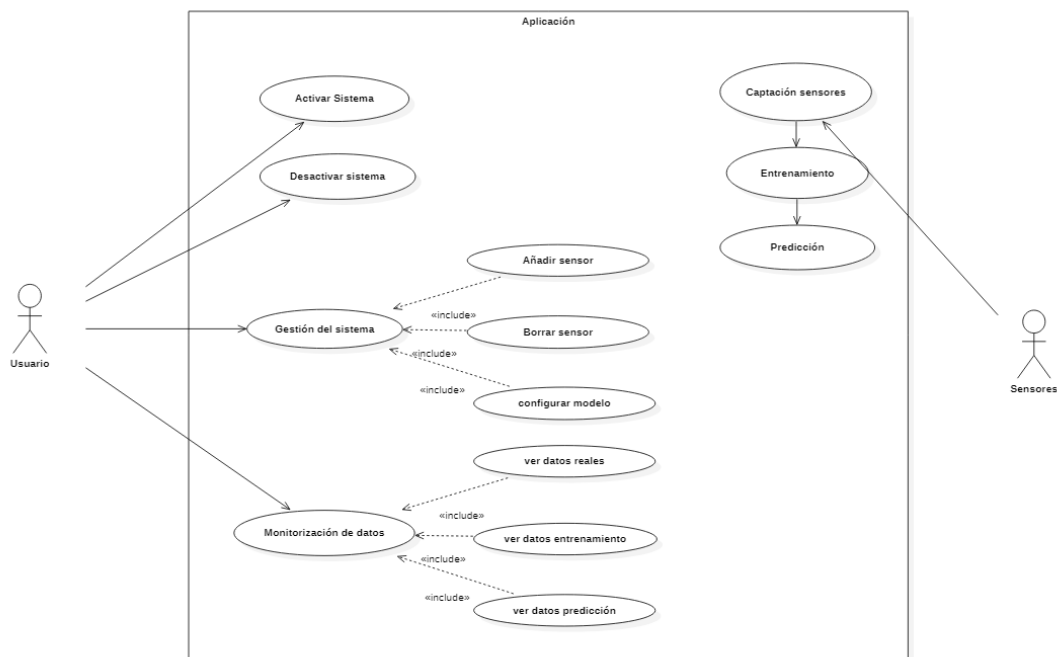 Aplicación
Activar Sistema
Captación sensores
Desactivar sistema
Entrenamiento
Predicción
Añadir sensor
«include»
Gestión del sistema
Borrar sensor
«include»
«include»
configurar modelo
Usuario
Sensores
ver datos reales
«include»
Monitorización de datos
ver datos entrenamiento
«include»
«include»
ver datos predicción